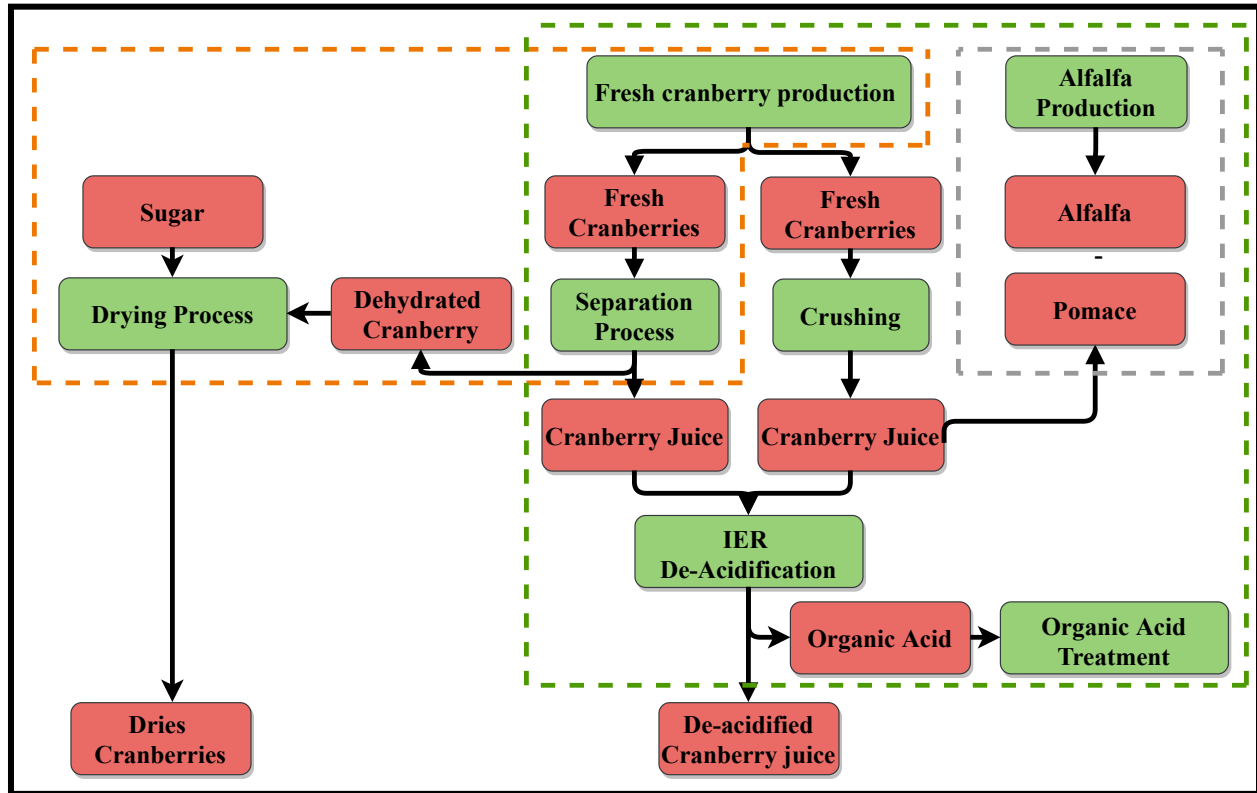 Fresh cranberry production
Alfalfa
Production
Sugar
Fresh
Cranberries
Fresh
Cranberries
Alfalfa
-
Drying Process
Dehydrated
Cranberry
Separation
Process
Crushing
Pomace
Cranberry Juice
Cranberry Juice
IER
De-Acidification
Organic Acid
Organic Acid
Treatment
Dries
Cranberries
De-acidified
Cranberry juice